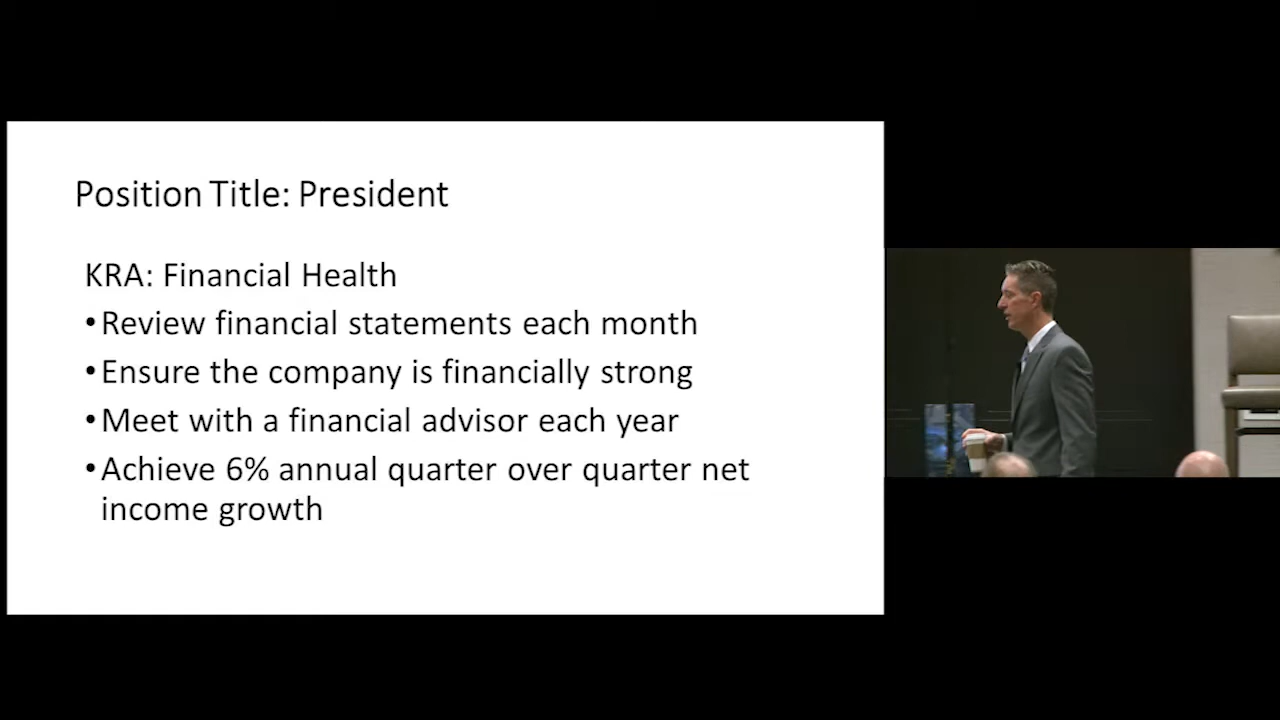 Position Title: President
KRA: Financial Health
•Review financial statements each month
•Ensure the company is financially strong
•Meet with a financial advisor each year
•Achieve 6% annual quarter over quarter net
income growth